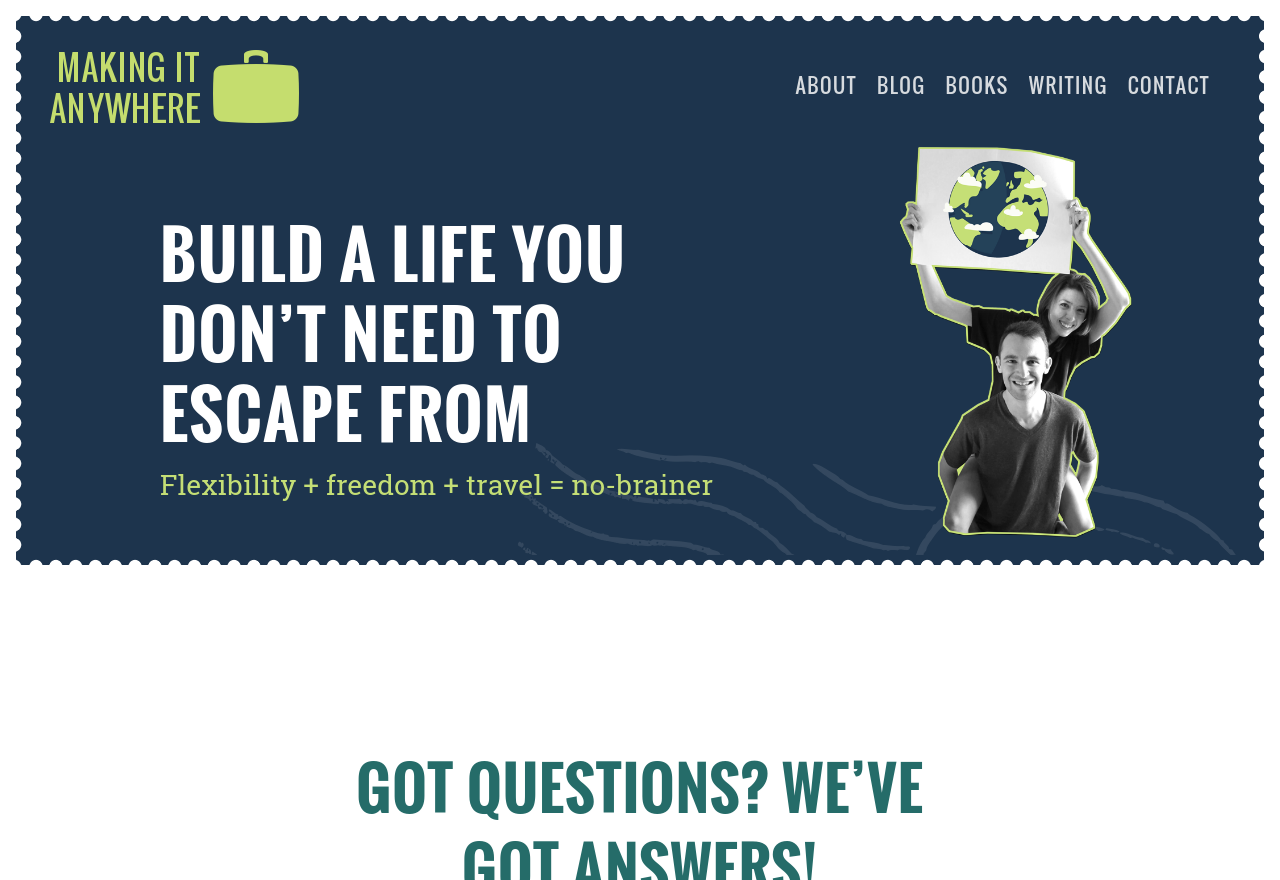 MAKING IT
ANYWHERE
ABOUT BLOG BOOKS WRITING CONTACT
BUILD A LIFE YOU
DON’T NEED TO
ESCAPE FROM
Flexibility + freedom + travel = no-brainer
GOT QUESTIONS? WE’VE
GOT ANSWERS!